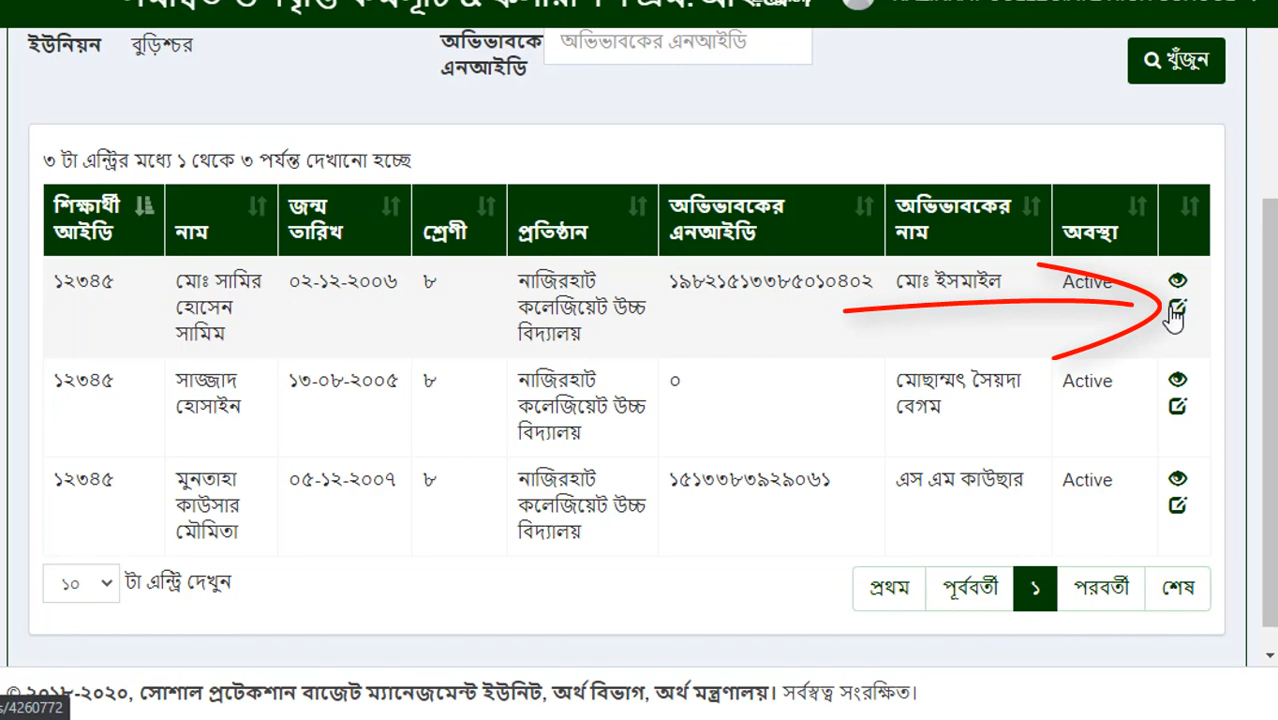 ইউনিয়ন বুড়িশ্চর
অভিভাবকের
এনআইডি
অভিভাবকের এনআইডি
খুঁজুন
৩ টা এন্ট্রির মধ্যে ১ থেকে ৩ পর্যন্ত দেখানো হচ্ছে
শিক্ষার্থী আইডি নাম জন্ম তারিখ শ্রেণী প্রতিষ্ঠান অভিভাবকের এনআইডি অভিভাবকের নাম অবস্থা
১২৩৪৫ মোঃ সামির ০২-১২-২০০৬ ৮ নাজিরহাট ১৯৮২১৫১৩৩৮৫০১০৪০২ মোঃ ইসমাইল Active
হোসেন কলেজিয়েট উচ্চ
সামিম বিদ্যালয়
১২৩৪৫ সাজ্জাদ ১৩-০৮-২০০৫ ৮ নাজিরহাট ০ মোছাম্মৎ সৈয়দা Active
হোসাইন কলেজিয়েট উচ্চ বেগম
বিদ্যালয়
১২৩৪৫ মুনতাহা ০৫-১২-২০০৭ ৮ নাজিরহাট ১৫১৩৩৮৩৯২৯০৬১ এস এম কাউছার Active
কাউসার কলেজিয়েট উচ্চ
মৌমিতা বিদ্যালয়
১০ টা এন্ট্রি দেখুন
প্রথম পূর্ববর্তী ১ পরবর্তী শেষ
© ২০১৮-২০২০, সোশাল প্রটেকশান বাজেট ম্যানেজমেন্ট ইউনিট, অর্থ বিভাগ, অর্থ মন্ত্রণালয়। সর্বস্বত্ব সংরক্ষিত।
s/4260772